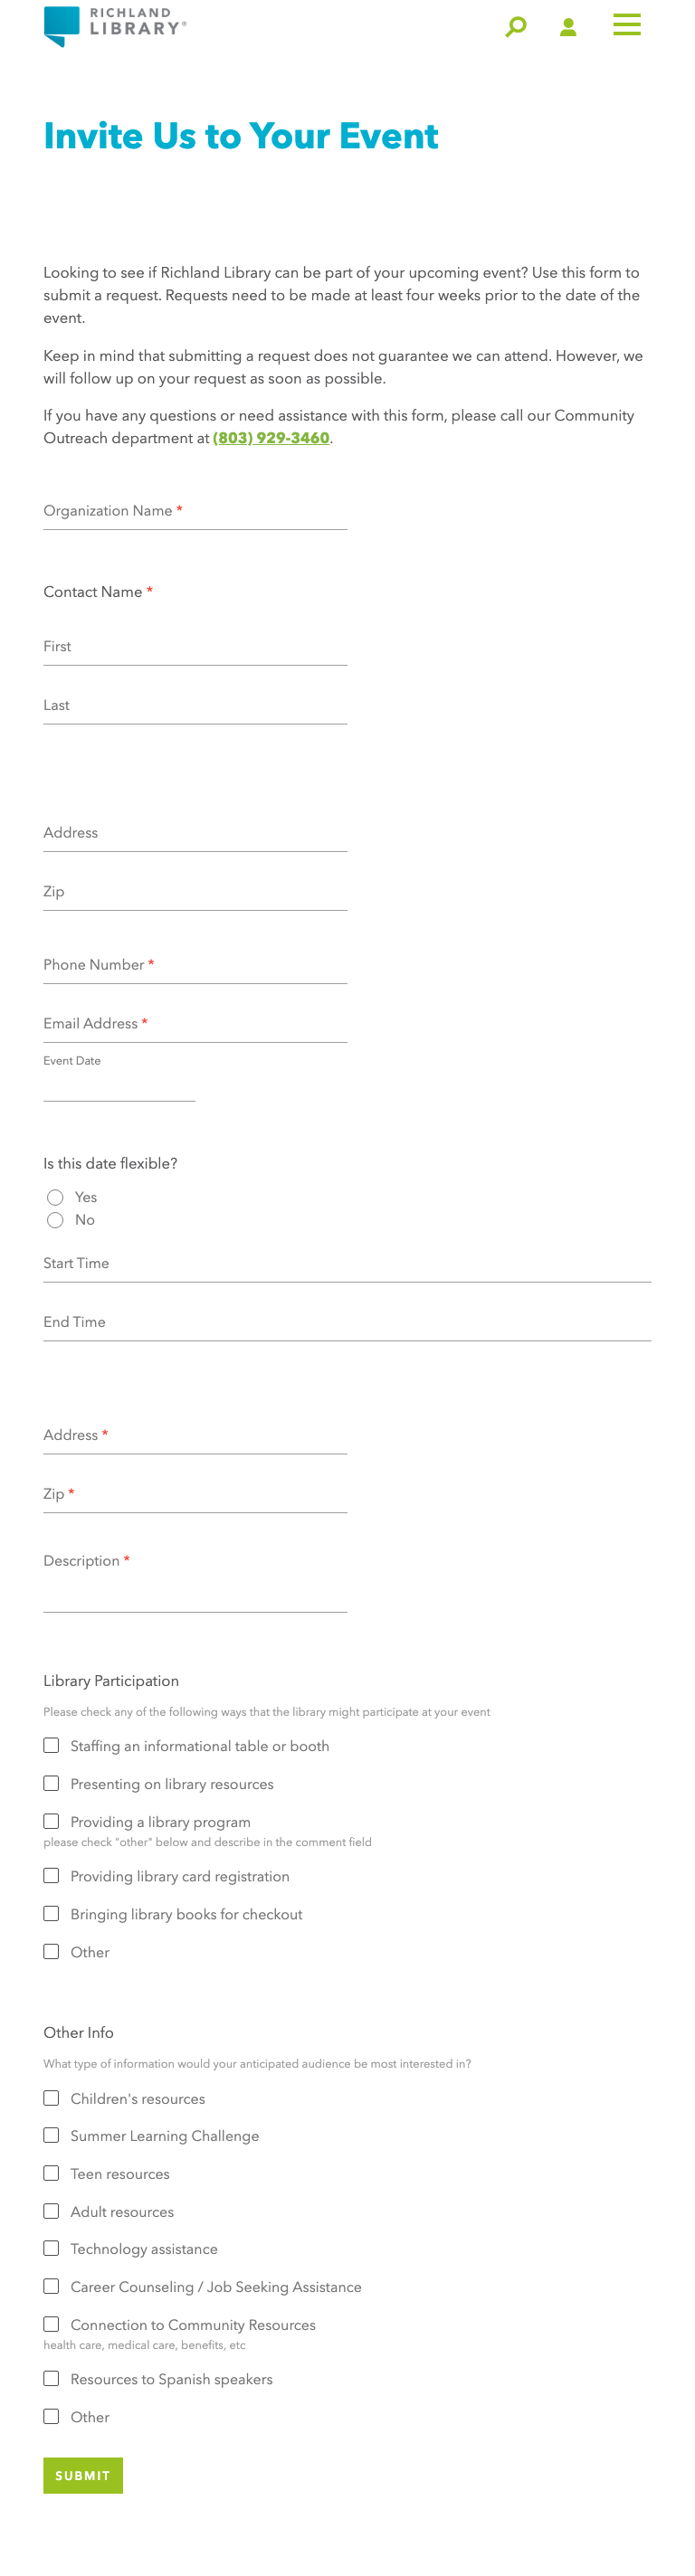 RICHLAND
LIBRARY®
Invite Us to Your Event
Looking to see if Richland Library can be part of your upcoming event? Use this form to
submit a request. Requests need to be made at least four weeks prior to the date of the
event.
Keep in mind that submitting a request does not guarantee we can attend. However, we
will follow up on your request as soon as possible.
If you have any questions or need assistance with this form, please call our Community
Outreach department at (803) 929-3460.
Organization Name *
Contact Name *
First
Last
Address
Zip
Phone Number *
Email Address *
Event Date
Is this date flexible?
Yes
No
Start Time
End Time
Address *
Zip *
Description *
Library Participation
Please check any of the following ways that the library might participate at your event
Staffing an informational table or booth
Presenting on library resources
Providing a library program
please check "other" below and describe in the comment field
Providing library card registration
Bringing library books for checkout
Other
Other Info
What type of information would your anticipated audience be most interested in?
Children's resources
Summer Learning Challenge
Teen resources
Adult resources
Technology assistance
Career Counseling / Job Seeking Assistance
Connection to Community Resources
health care, medical care, benefits, etc
Resources to Spanish speakers
Other
SUBMIT